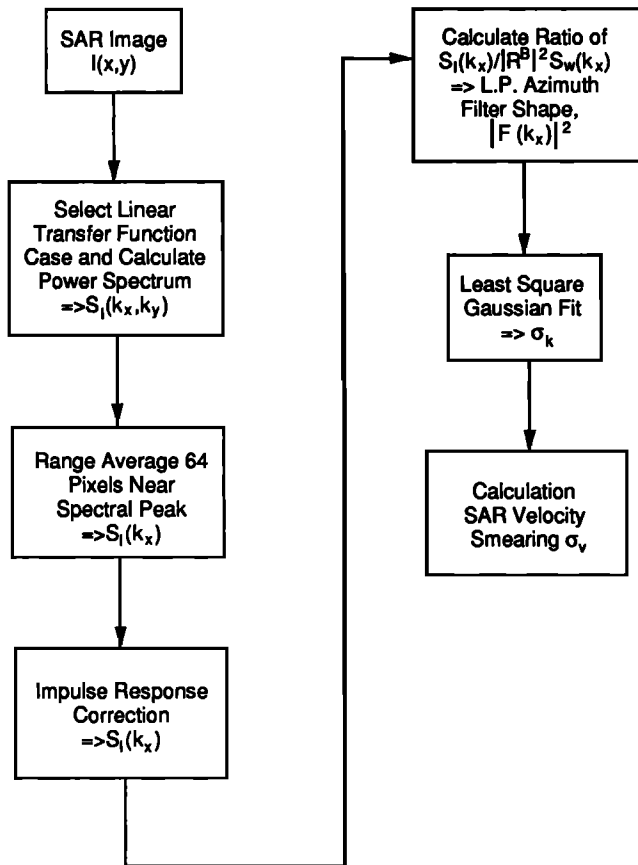 SAR Image
I(x,y)
Select Linear
Transfer Function
Case and Calculate
Power Spectrum
=>S_I(k_x,k_y)
Range Average 64
Pixels Near
Spectral Peak
=>S_I(k_x)
Impulse Response
Correction
=>S_I(k_x)
Calculate Ratio of
S_I(k_x)/|R^B|^2 S_w(k_x)
=> L.P. Azimuth
Filter Shape,
|F (k_x)|^2
Least Square
Gaussian Fit
=> σ_k
Calculation
SAR Velocity
Smearing σ_v